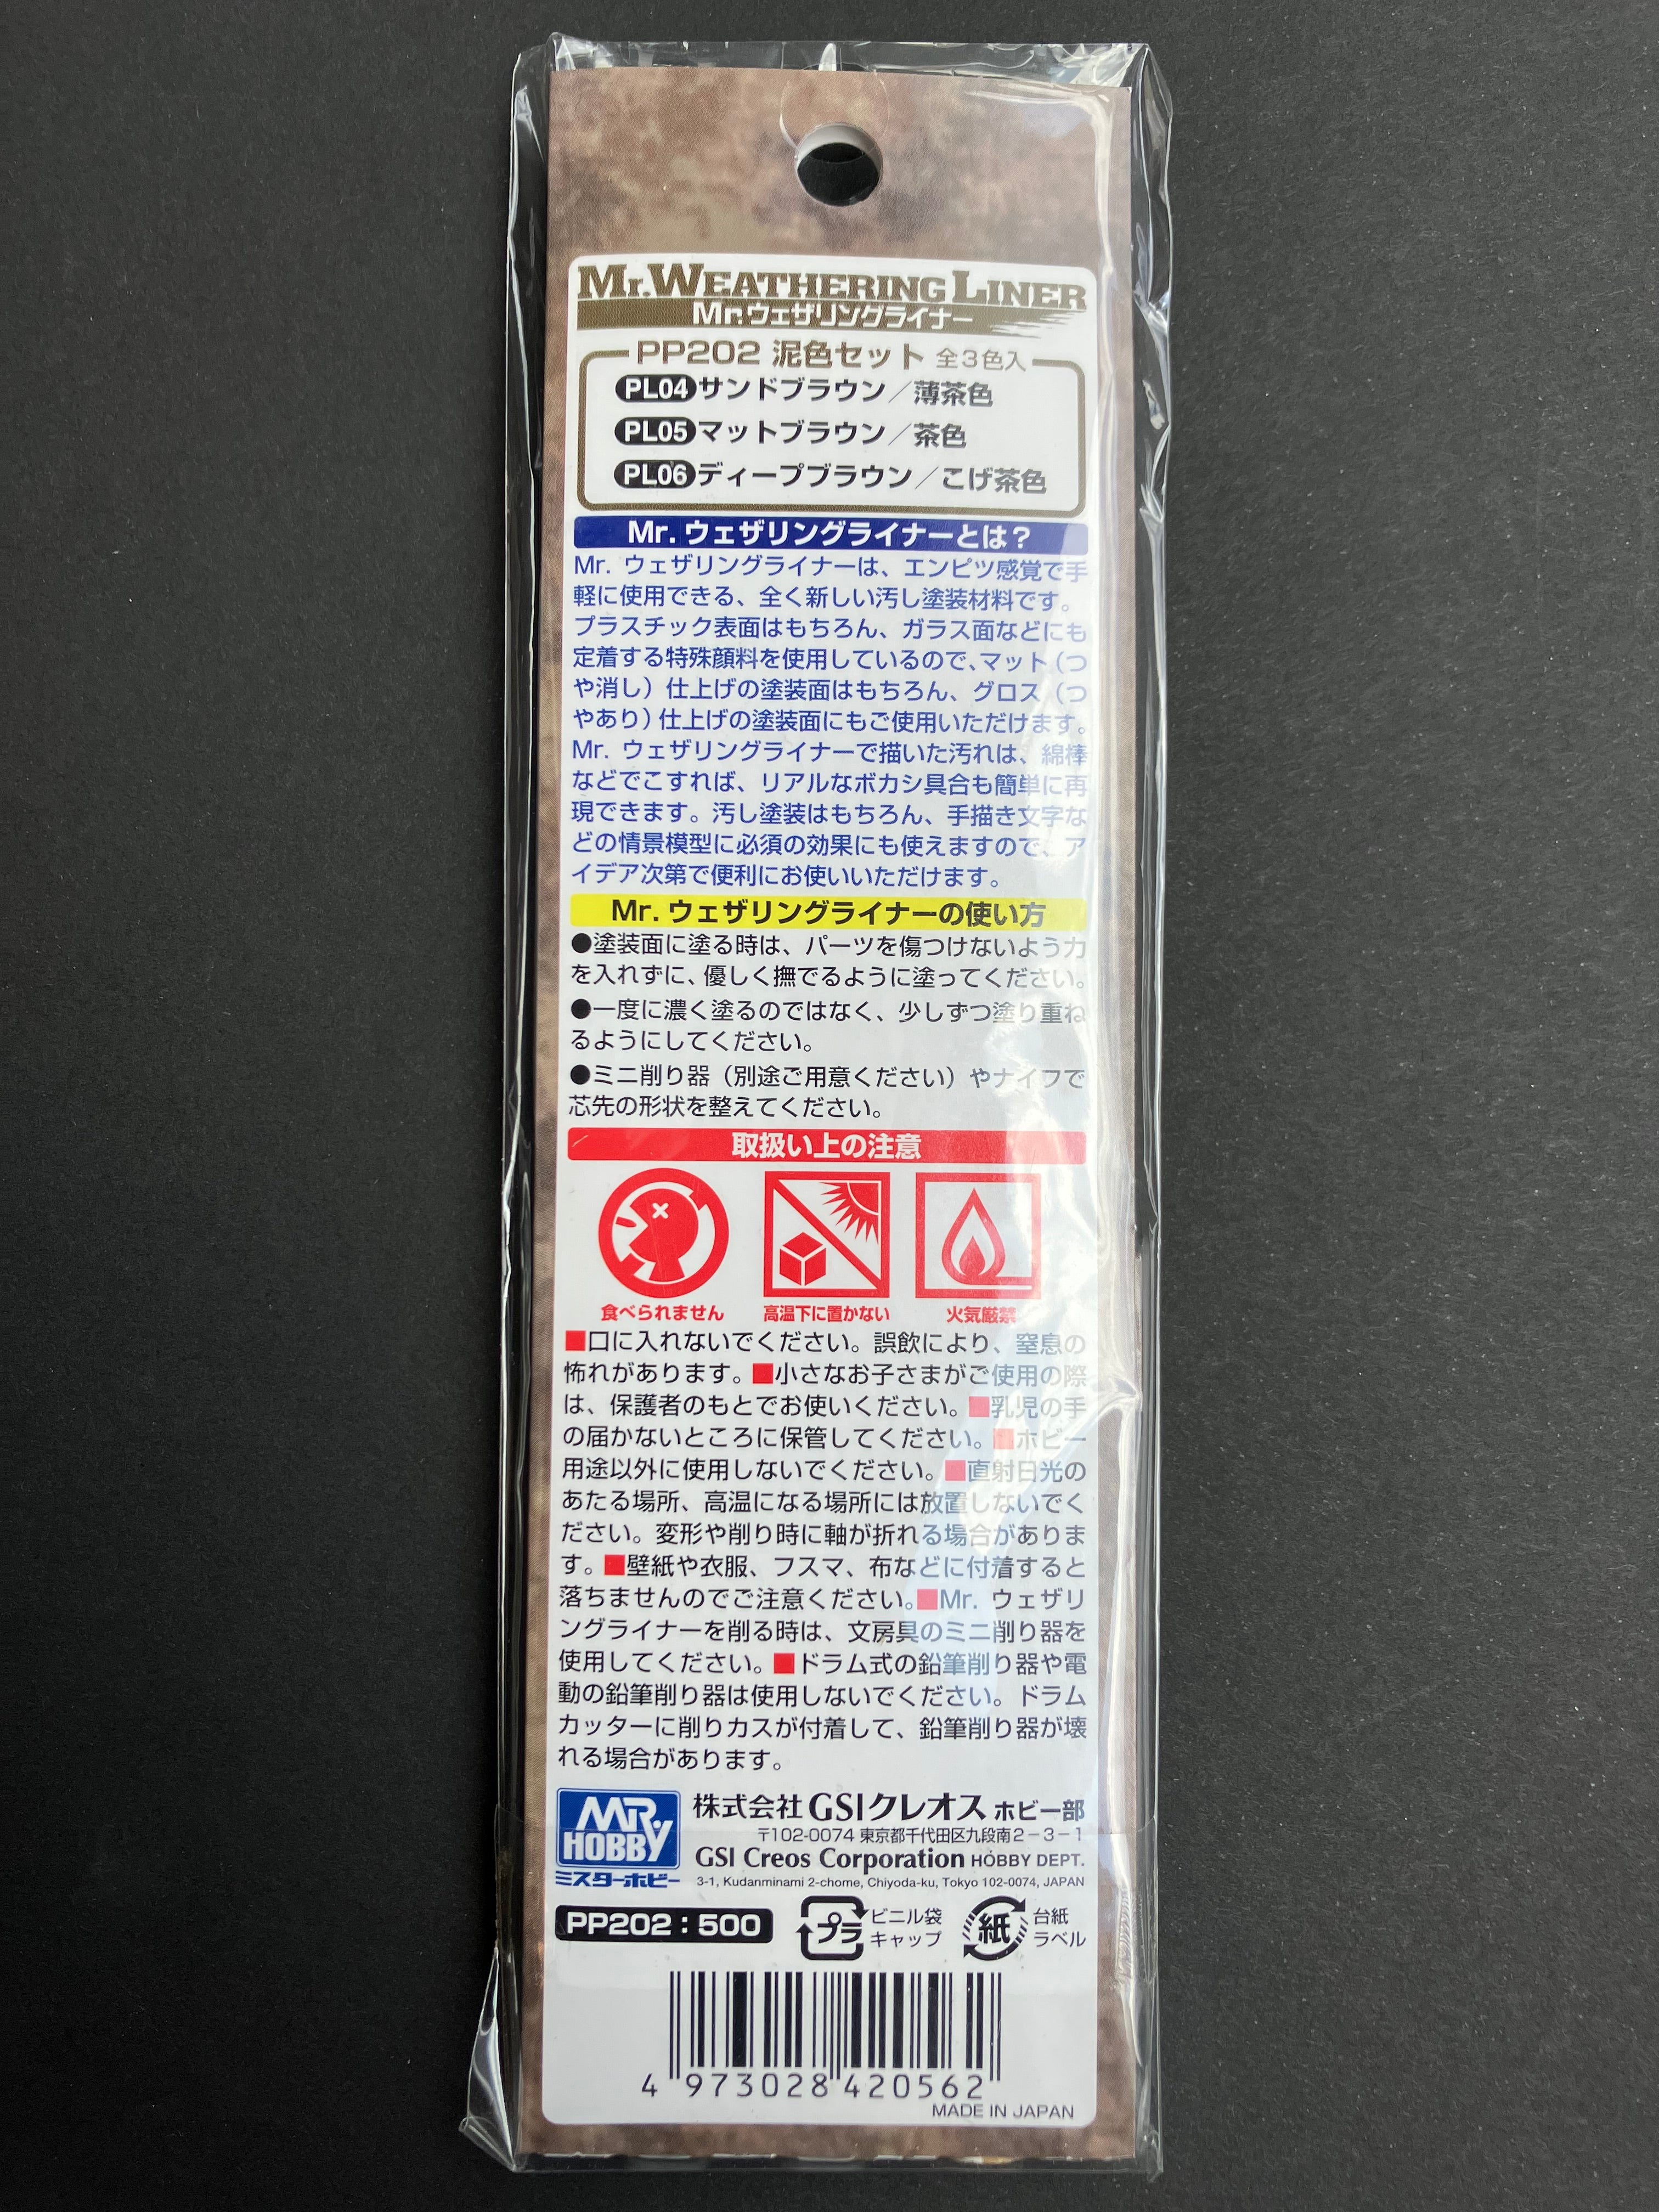 Mr.WEATHERING LINER
Mr.ウェザリングライナー
PP202 泥色セット 全3色入
PL04 サンドブラウン／薄茶色
PL05 マットブラウン／茶色
PL06 ディープブラウン／こげ茶色
Mr. ウェザリングライナーとは？
Mr. ウェザリングライナーは、エンピツ感覚で手
軽に使用できる、全く新しい汚し塗装材料です。
プラスチック表面はもちろん、ガラス面などにも
定着する特殊顔料を使用しているので、マット（つ
や消し）仕上げの塗装面はもちろん、グロス（つ
やあり）仕上げの塗装面にもご使用いただけます。
Mr. ウェザリングライナーで描いた汚れは、綿棒
などでこすれば、リアルなボカシ具合も簡単に再
現できます。汚し塗装はもちろん、手描き文字な
どの情景模型に必須の効果にも使えますので、ア
イデア次第で便利にお使いいただけます。
Mr. ウェザリングライナーの使い方
●塗装面に塗る時は、パーツを傷つけないよう力
を入れずに、優しく撫でるように塗ってください。
●一度に濃く塗るのではなく、少しずつ塗り重ね
るようにしてください。
●ミニ削り器（別途ご用意ください）やナイフで
芯先の形状を整えてください。
取扱い上の注意
食べられません 高温下に置かない 火気厳禁
■口に入れないでください。誤飲により、窒息の
怖れがあります。■小さなお子さまがご使用の際
は、保護者のもとでお使いください。■乳児の手
の届かないところに保管してください。■ホビー
用途以外に使用しないでください。■直射日光の
あたる場所、高温になる場所には放置しないでく
ださい。変形や削り時に軸が折れる場合がありま
す。■壁紙や衣服、フスマ、布などに付着すると
落ちませんのでご注意ください。■Mr. ウェザリ
ングライナーを削る時は、文房具のミニ削り器を
使用してください。■ドラム式の鉛筆削り器や電
動の鉛筆削り器は使用しないでください。ドラム
カッターに削りカスが付着して、鉛筆削り器が壊
れる場合があります。
MR.HOBBY
ミスターホビー
株式会社GSIクレオス ホビー部
〒102-0074 東京都千代田区九段南2－3－1
GSI Creos Corporation HOBBY DEPT.
3-1, Kudanminami 2-chome, Chiyoda-ku, Tokyo 102-0074, JAPAN
PP202：500
プラ ビニル袋
キャップ
紙 台紙
ラベル
4 973028 420562
MADE IN JAPAN